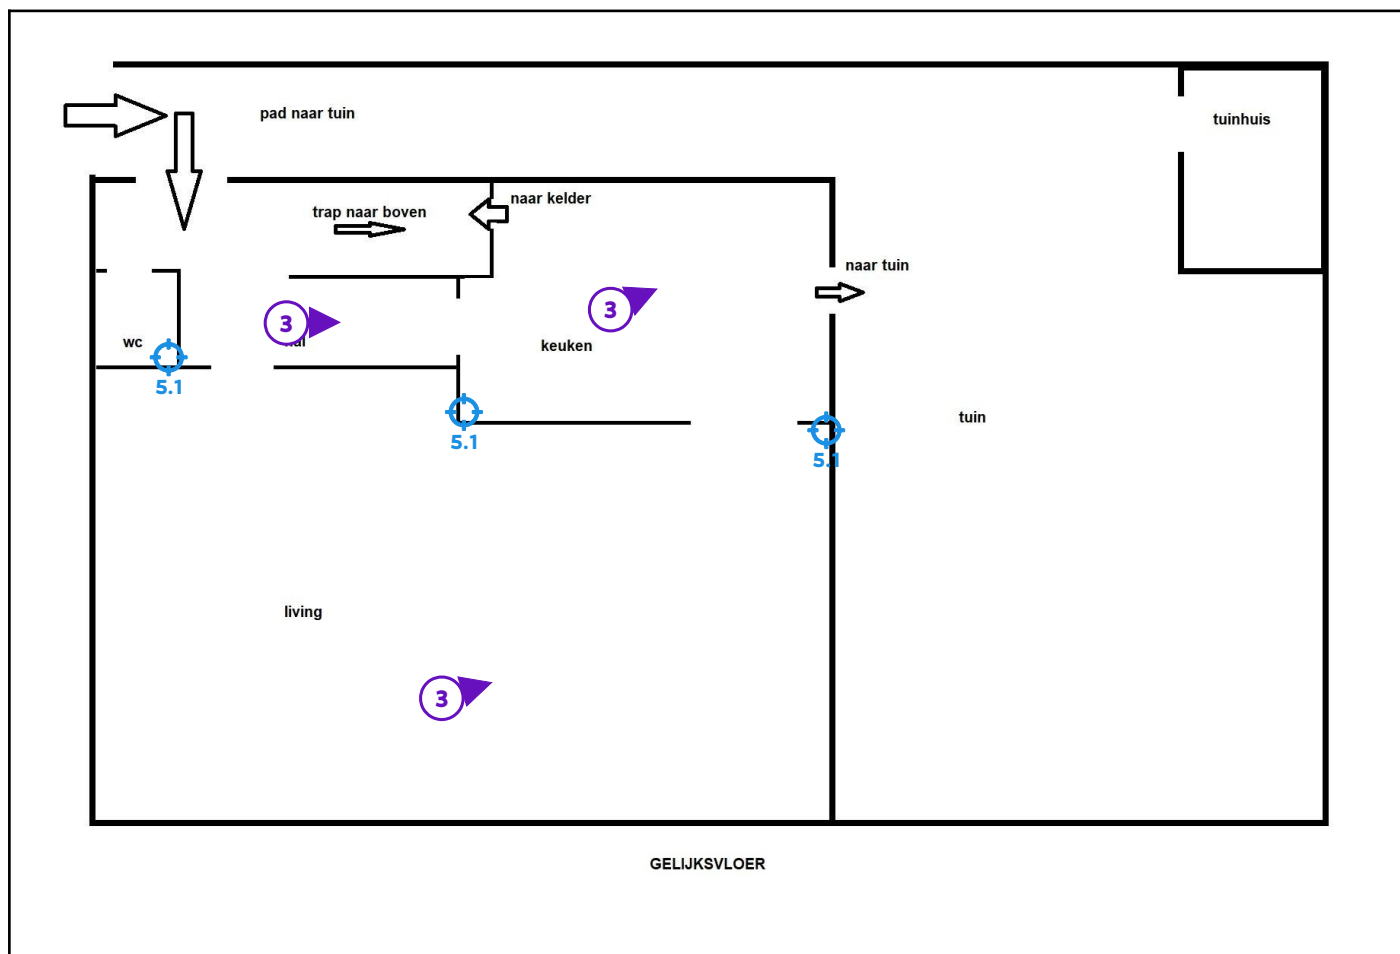 pad naar tuin
tuinhuis
naar kelder
trap naar boven
naar tuin
3
3
wc
keuken
5.1
5.1
tuin
5.1
living
3
GELIJKSVLOER